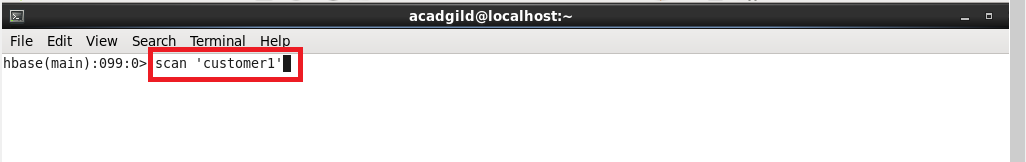 acadgild@localhost:~
File Edit View Search Terminal Help
hbase(main):099:0> scan 'customer1'